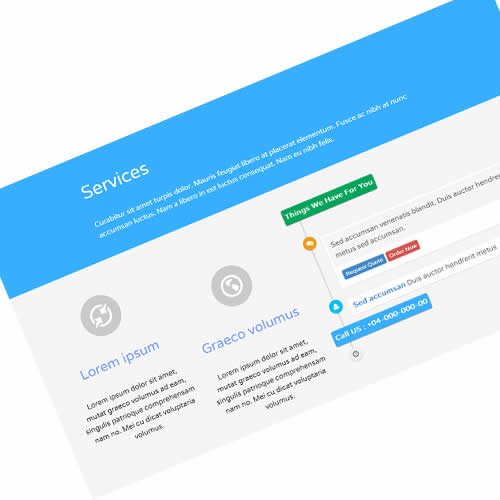 Services
Curabitur sit amet turpis dolor. Mauris feugiat libero at placerat elementum. Fusce ac nibh at nunc
accumsan luctus. Nam a libero in est luctus consequat. Nam eu nibh felis.
Things We Have For You
Sed accumsan venenatis blandit. Duis auctor hendrerit
metus sed accumsan.
Request Quote Order Now
Sed accumsan Duis auctor hendrerit metus
Call US : +04-000-000-00
Lorem ipsum
Lorem ipsum dolor sit amet,
mutat graeco volumus ad eam,
singulis patrioque comprehensam
nam no. Mei cu dicat voluptaria
volumus.
Graeco volumus
Lorem ipsum dolor sit amet,
mutat graeco volumus ad eam,
singulis patrioque comprehensam
nam no. Mei cu dicat voluptaria
volumus.